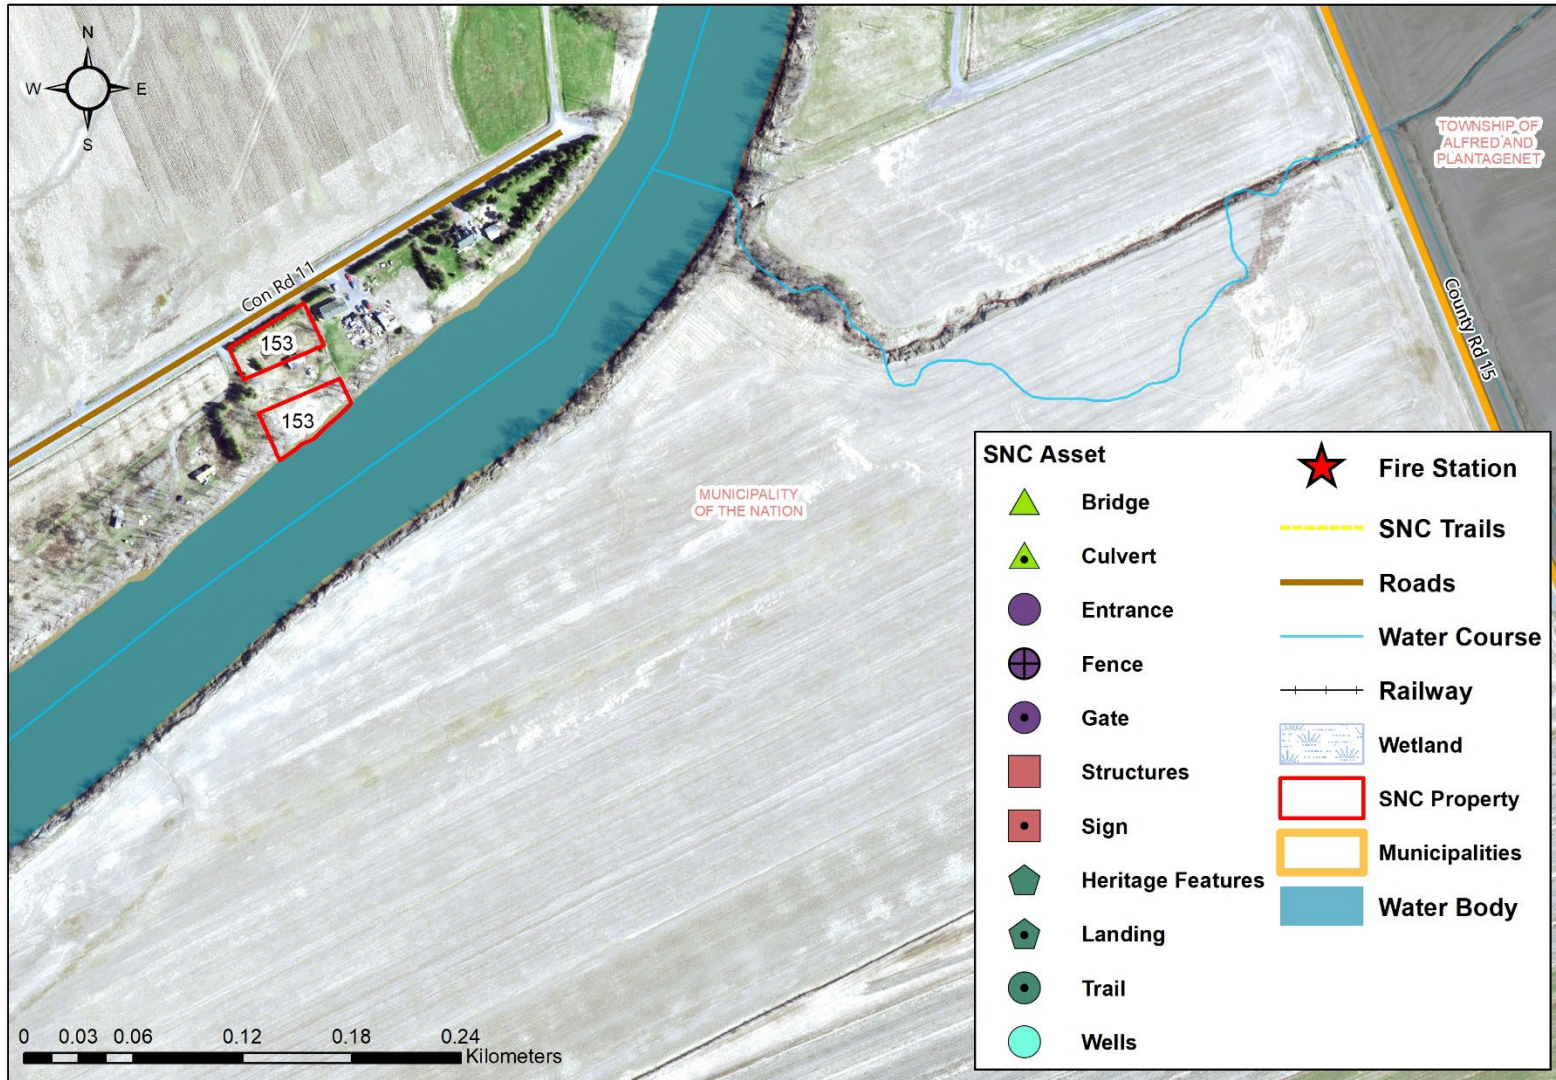 N
W
E
S
TOWNSHIP OF
ALFRED AND
PLANTAGENET
Con Rd 11
County Rd 15
153
153
MUNICIPALITY
OF THE NATION
SNC Asset
Bridge
Culvert
Entrance
Fence
Gate
Structures
Sign
Heritage Features
Landing
Trail
Wells
Fire Station
SNC Trails
Roads
Water Course
Railway
Wetland
SNC Property
Municipalities
Water Body
0 0.03 0.06 0.12 0.18 0.24
Kilometers